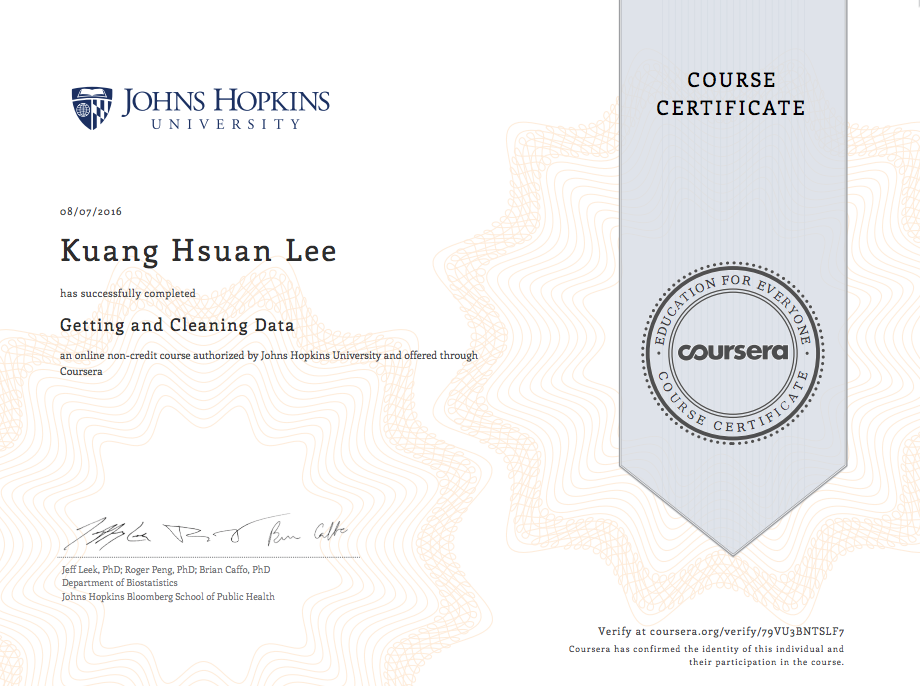 JOHNS HOPKINS
UNIVERSITY
COURSE
CERTIFICATE
08/07/2016
Kuang Hsuan Lee
has successfully completed
Getting and Cleaning Data
an online non-credit course authorized by Johns Hopkins University and offered through
Coursera
EDUCATION FOR EVERYONE
coursera
COURSE CERTIFICATE
Jeff Leek, PhD; Roger Peng, PhD; Brian Caffo, PhD
Department of Biostatistics
Johns Hopkins Bloomberg School of Public Health
Verify at coursera.org/verify/79VU3BNTSLF7
Coursera has confirmed the identity of this individual and
their participation in the course.